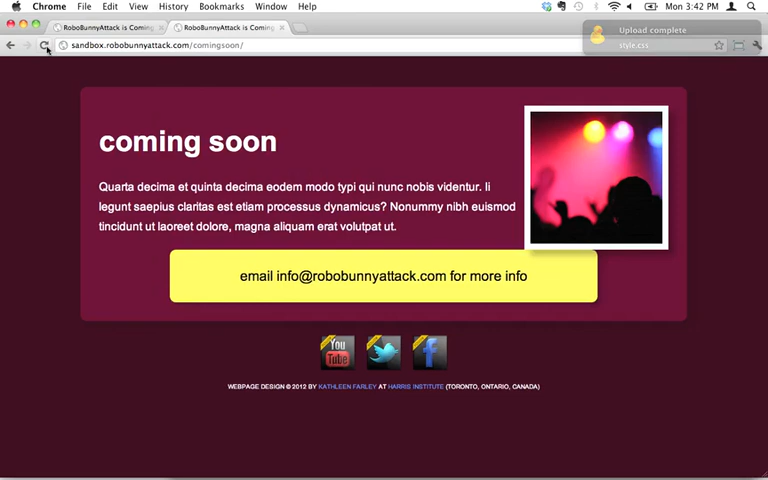 Chrome File Edit View History Bookmarks Window Help Mon 3:42 PM
RoboBunnyAttack is Coming
RoboBunnyAttack is Coming
Upload complete
style.css
sandbox.robobunnyattack.com/comingsoon/
coming soon
Quarta decima et quinta decima eodem modo typi qui nunc nobis videntur. Ii
legunt saepius claritas est etiam processus dynamicus? Nonummy nibh euismod
tincidunt ut laoreet dolore, magna aliquam erat volutpat ut.
email info@robobunnyattack.com for more info
You
Tube
WEBPAGE DESIGN © 2012 BY KATHLEEN FARLEY AT HARRIS INSTITUTE (TORONTO, ONTARIO, CANADA)